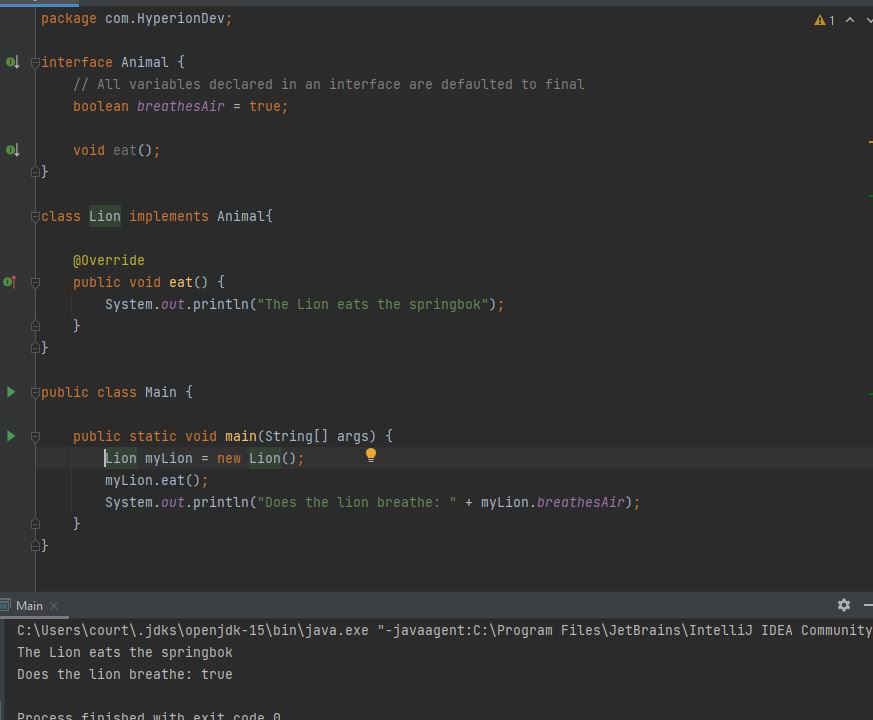 package com.HyperionDev;
1
interface Animal {
// All variables declared in an interface are defaulted to final
boolean breathesAir = true;
void eat();
}
class Lion implements Animal{
@Override
public void eat() {
System.out.println("The Lion eats the springbok");
}
}
public class Main {
public static void main(String[] args) {
Lion myLion = new Lion();
myLion.eat();
System.out.println("Does the lion breathe: " + myLion.breathesAir);
}
}
Main
C:\Users\court\.jdks\openjdk-15\bin\java.exe "-javaagent:C:\Program Files\JetBrains\IntelliJ IDEA Community
The Lion eats the springbok
Does the lion breathe: true
Process finished with exit code 0